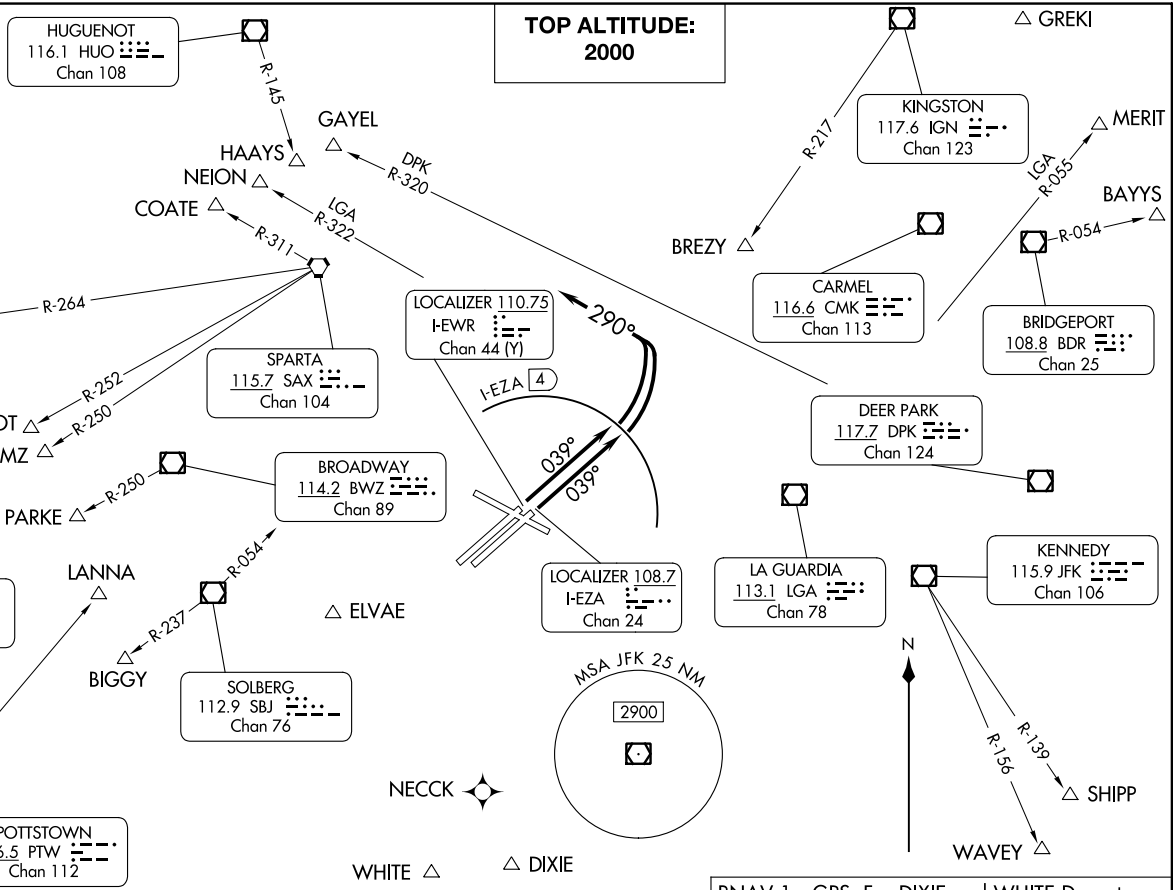 HUGUENOT
116.1 HUO
Chan 108
TOP ALTITUDE:
2000
GREKI
R-145
KINGSTON
117.6 IGN
Chan 123
R-217
MERIT
GAYEL
HAAYS
NEION
COATE
DPK
R-320
LGA
R-055
LGA
R-322
BAYYS
R-054
R-311
BREZY
R-264
CARMEL
116.6 CMK
Chan 113
LOCALIZER 110.75
I-EWR
Chan 44 (Y)
290°
BRIDGEPORT
108.8 BDR
Chan 25
SPARTA
115.7 SAX
Chan 104
R-252
R-250
I-EZA 4
DEER PARK
117.7 DPK
Chan 124
OT
MZ
039°
039°
BROADWAY
114.2 BWZ
Chan 89
R-250
PARKE
R-054
LANNA
LOCALIZER 108.7
I-EZA
Chan 24
LA GUARDIA
113.1 LGA
Chan 78
KENNEDY
115.9 JFK
Chan 106
ELVAE
R-237
BIGGY
SOLBERG
112.9 SBJ
Chan 76
MSA JFK 25 NM
2900
N
R-139
R-156
NECCK
SHIPP
POTTSTOWN
6.5 PTW
Chan 112
WAVEY
WHITE
DIXIE